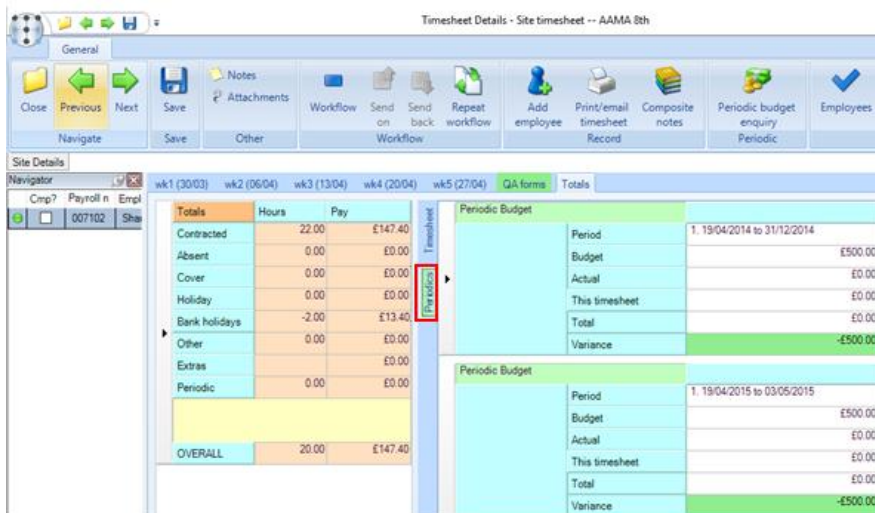 Timesheet Details - Site timesheet -- AAMA 8th
General
Close
Previous
Next
Navigate
Save
Save
Notes
Attachments
Other
Workflow
Send on
Send back
Repeat workflow
Workflow
Add employee
Print/email timesheet
Composite notes
Record
Periodic budget enquiry
Periodic
Employees
Site Details
Navigator
Cmp? Payroll n Empl
007102 Shar
wk1 (30/03) wk2 (06/04) wk3 (13/04) wk4 (20/04) wk5 (27/04) QA forms Totals
Totals Hours Pay
Contracted 22.00 £147.40
Absent 0.00 £0.00
Cover 0.00 £0.00
Holiday 0.00 £0.00
Bank holidays -2.00 £13.40
Other 0.00 £0.00
Extras £0.00
Periodic 0.00 £0.00
OVERALL 20.00 £147.40
Timesheet
Periodics
Periodic Budget
Period 1. 19/04/2014 to 31/12/2014
Budget £500.00
Actual £0.00
This timesheet £0.00
Total £0.00
Variance -£500.00
Periodic Budget
Period 1. 19/04/2015 to 03/05/2015
Budget £500.00
Actual £0.00
This timesheet £0.00
Total £0.00
Variance -£500.00